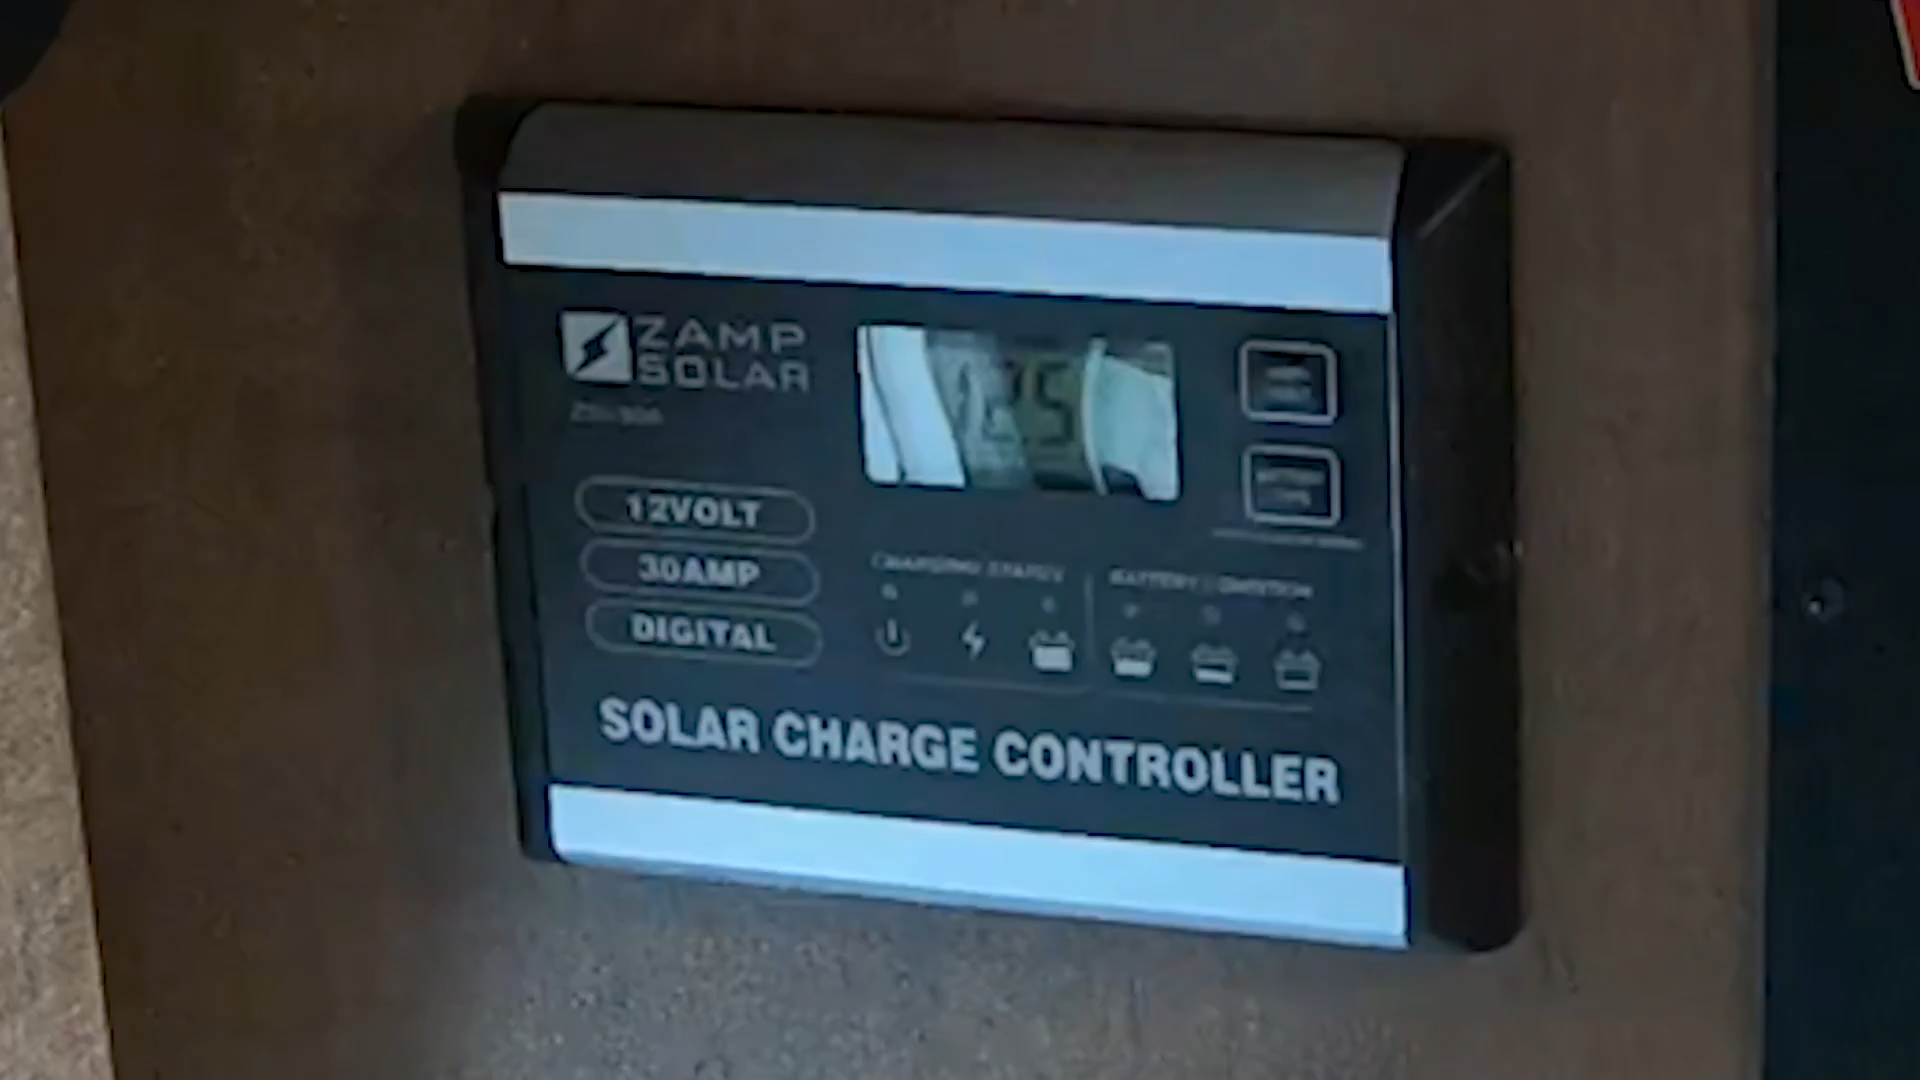 ZAMP
SOLAR
12VOLT
30AMP
DIGITAL
CHARGING STATUS
BATTERY CONDITION
SOLAR CHARGE CONTROLLER